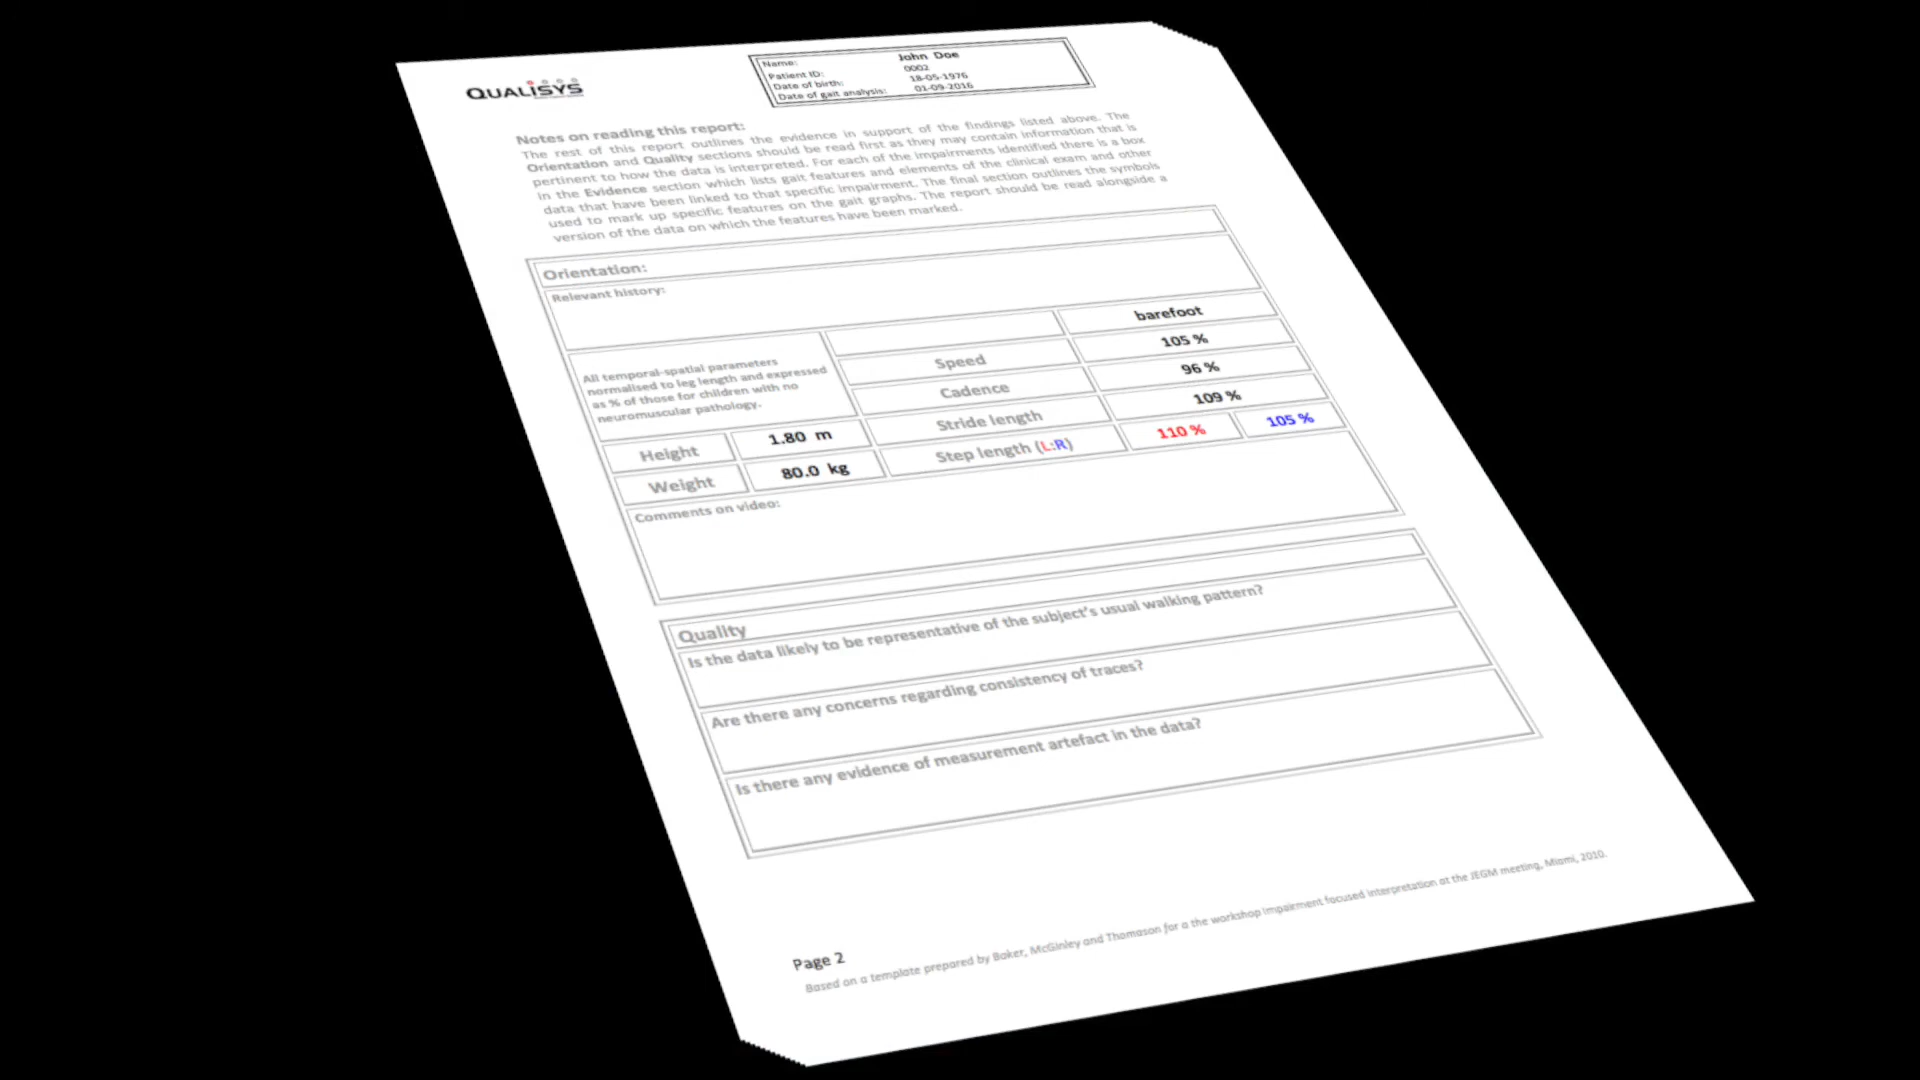 QUALISYS
Name: John Doe
Patient ID: 0002
Date of birth: 18-05-1976
Date of gait analysis: 01-09-2016
Notes on reading this report:
The rest of this report outlines the evidence in support of the findings listed above. The
Orientation and Quality sections should be read first as they may contain information that is
pertinent to how the data is interpreted. For each of the impairments identified there is a box
in the Evidence section which lists gait features and elements of the clinical exam and other
data that have been linked to that specific impairment. The final section outlines the symbols
used to mark up specific features on the gait graphs. The report should be read alongside a
version of the data on which the features have been marked.
Orientation:
Relevant history:
All temporal-spatial parameters
normalised to leg length and expressed
as % of those for children with no
neuromuscular pathology.
barefoot
Speed 105 %
Cadence 96 %
Stride length 109 %
Height 1.80 m
Step length (L:R) 110 % 105 %
Weight 80.0 kg
Comments on video:
Quality
Is the data likely to be representative of the subject's usual walking pattern?
Are there any concerns regarding consistency of traces?
Is there any evidence of measurement artefact in the data?
Page 2
Based on a template prepared by Baker, McGinley and Thomason for a the workshop impairment focused interpretation at the JEGM meeting, Miami, 2010.